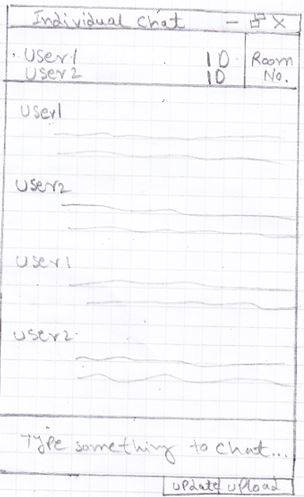 Individual chat
User1 10 Room
User2 10 No.
User1
User2
User1
User2
Type something to chat...
update upload